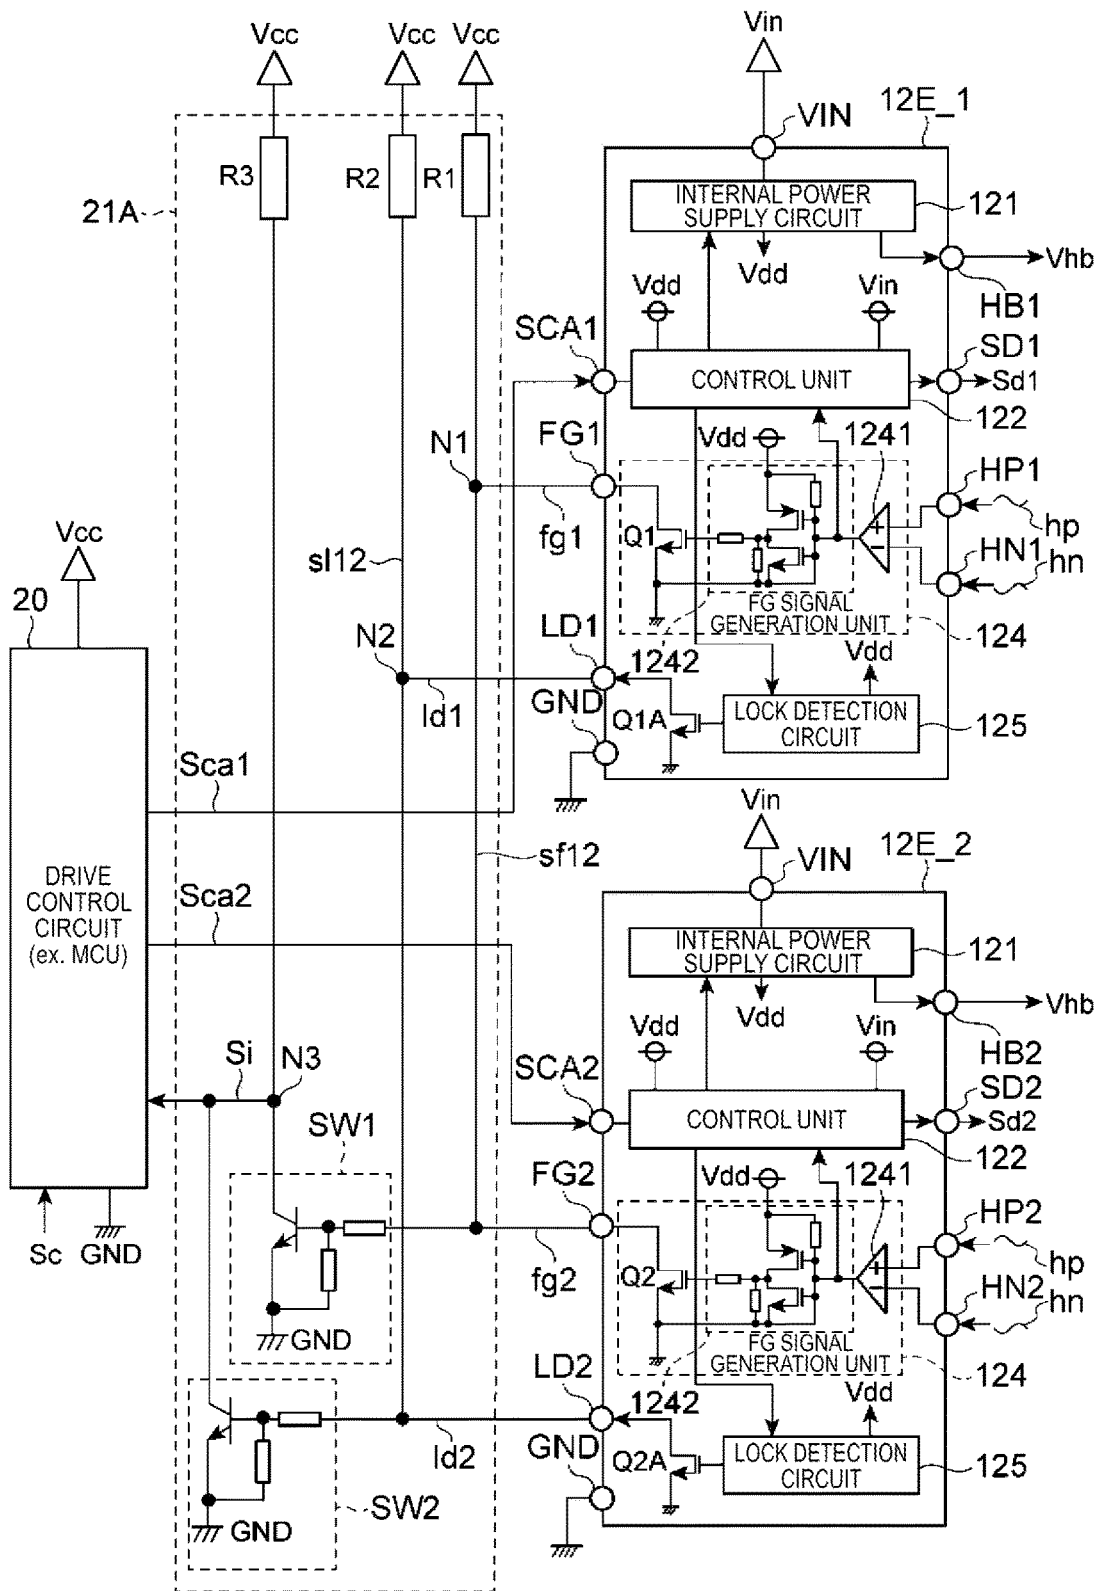 Vin
Vcc
Vcc
Vcc
12E_1
VIN
R3
R2
R1
INTERNAL POWER
SUPPLY CIRCUIT
121
21A
Vhb
Vdd
Vdd
Vin
HB1
SCA1
SD1
CONTROL UNIT
Sd1
122
FG1
Vdd
1241
N1
HP1
hp
Q1
fg1
HN1
hn
sl12
Vcc
FG SIGNAL
GENERATION UNIT
20
LD1
124
N2
1242
Vdd
GND
ld1
Q1A
LOCK DETECTION
CIRCUIT
125
Sca1
Vin
12E_2
VIN
sf12
DRIVE
CONTROL
CIRCUIT
(ex. MCU)
Sca2
INTERNAL POWER
SUPPLY CIRCUIT
121
Vhb
Vdd
Vdd
Vin
HB2
Si
N3
SCA2
SD2
CONTROL UNIT
Sd2
SW1
122
FG2
Vdd
1241
HP2
Sc
GND
hp
fg2
Q2
HN2
hn
GND
FG SIGNAL
GENERATION UNIT
LD2
124
1242
Vdd
GND
ld2
Q2A
LOCK DETECTION
CIRCUIT
125
GND
SW2